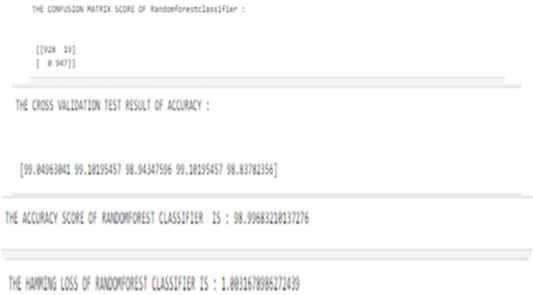 THE CONFUSION MATRIX SCORE OF Randomforestclassifier :
[[928 19]
[ 0 947]]
THE CROSS VALIDATION TEST RESULT OF ACCURACY :
[99.04963041 99.10195457 98.94347596 99.10195457 98.83782356]
THE ACCURACY SCORE OF RANDOMFOREST CLASSIFIER IS : 98.99683210137276
THE HAMMING LOSS OF RANDOMFOREST CLASSIFIER IS : 1.0031678986272439